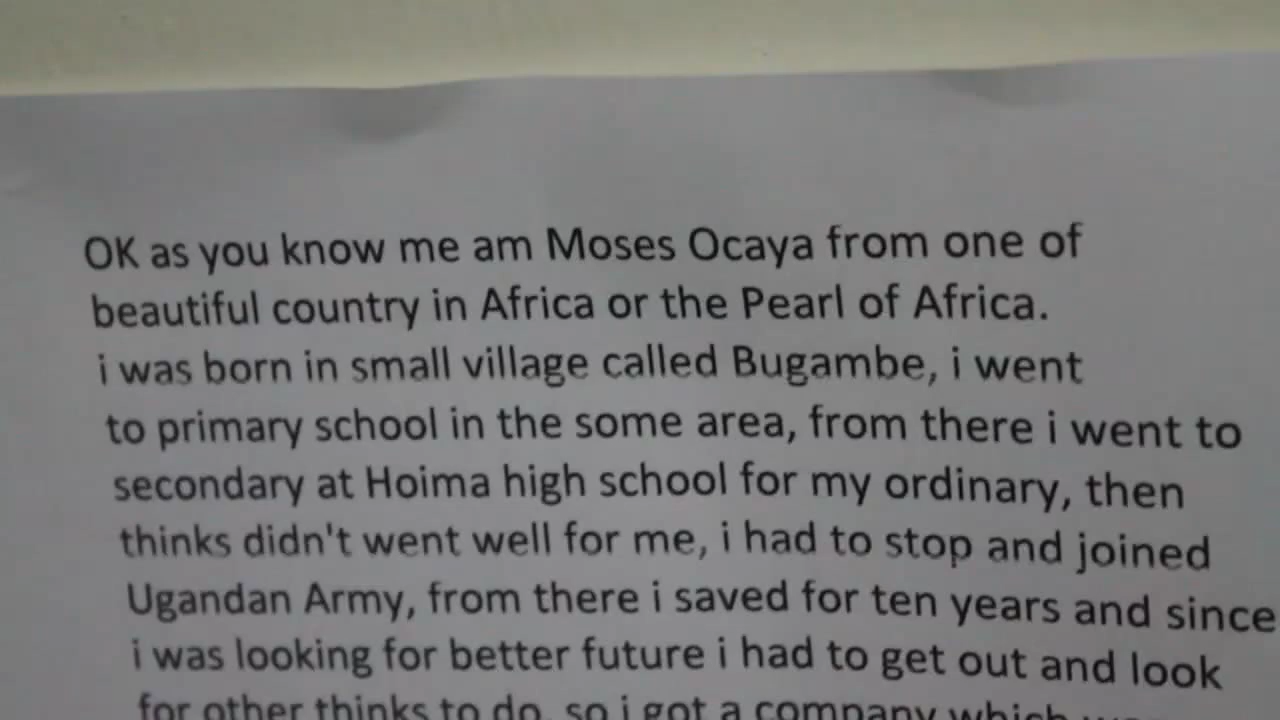 OK as you know me am Moses Ocaya from one of
beautiful country in Africa or the Pearl of Africa.
i was born in small village called Bugambe, i went
to primary school in the some area, from there i went to
secondary at Hoima high school for my ordinary, then
thinks didn't went well for me, i had to stop and joined
Ugandan Army, from there i saved for ten years and since
i was looking for better future i had to get out and look
for other thinks to do, so i got a company which